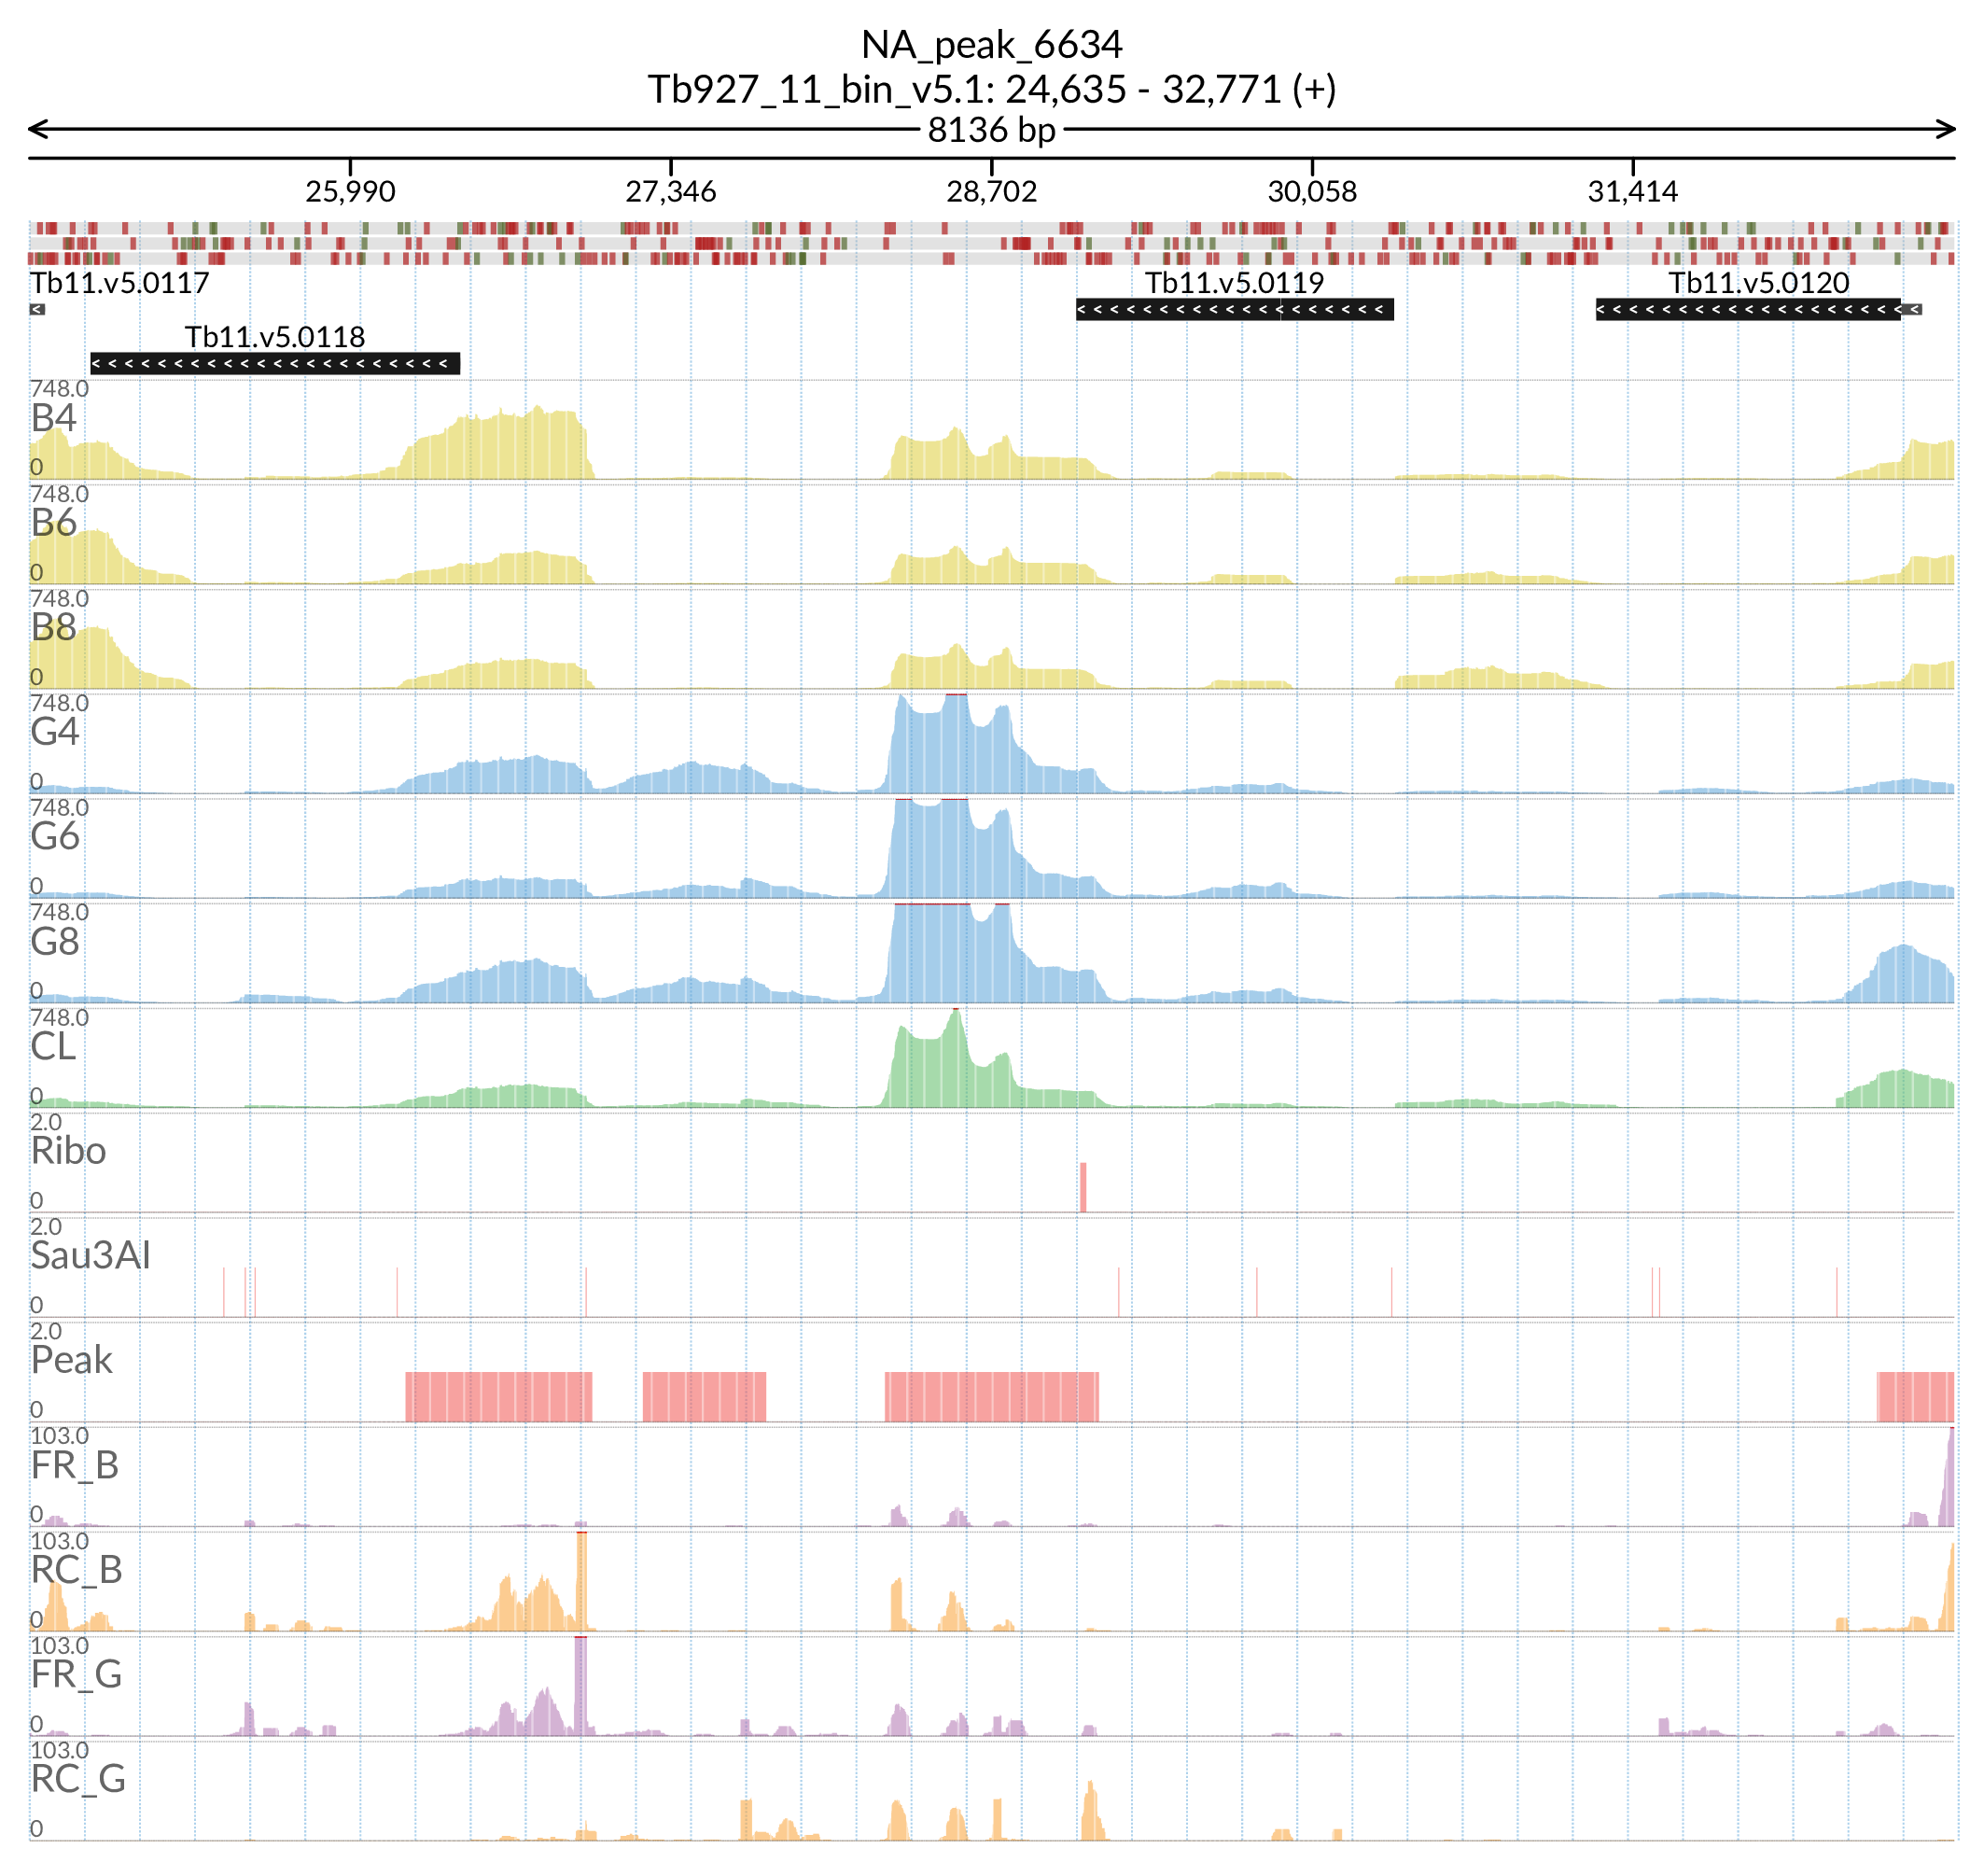 NA_peak_6634
Tb927_11_bin_v5.1: 24,635 - 32,771 (+)
8136 bp
25,990 27,346 28,702 30,058 31,414
Tb11.v5.0117 Tb11.v5.0119 Tb11.v5.0120
Tb11.v5.0118
748.0
B4
0
748.0
B6
0
748.0
B8
0
748.0
G4
0
748.0
G6
0
748.0
G8
0
748.0
CL
0
2.0
Ribo
0
2.0
Sau3AI
0
2.0
Peak
0
103.0
FR_B
0
103.0
RC_B
0
103.0
FR_G
0
103.0
RC_G
0